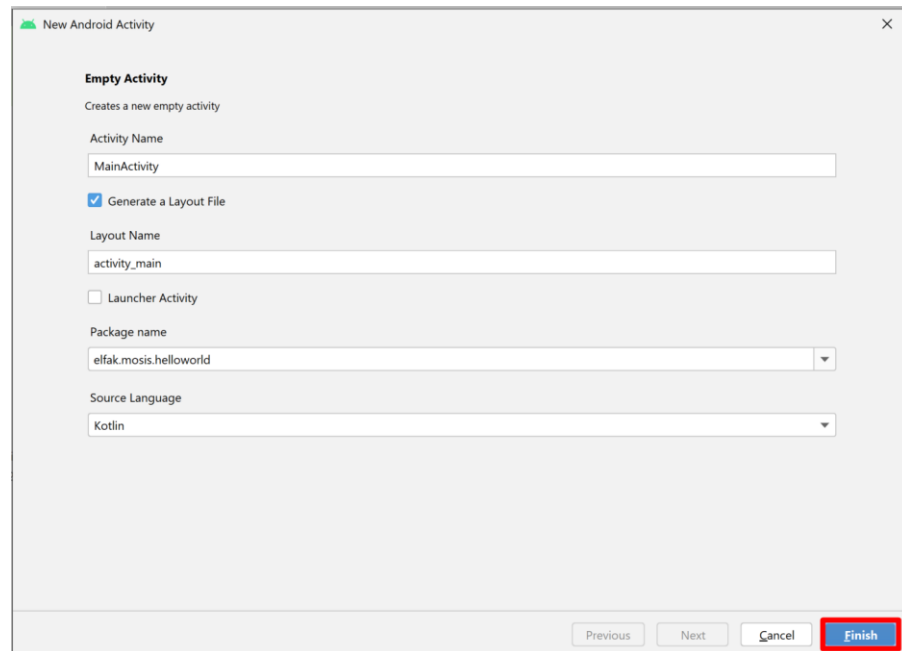 New Android Activity
Empty Activity
Creates a new empty activity
Activity Name
MainActivity
Generate a Layout File
Layout Name
activity_main
Launcher Activity
Package name
elfak.mosis.helloworld
Source Language
Kotlin
Previous Next Cancel Finish